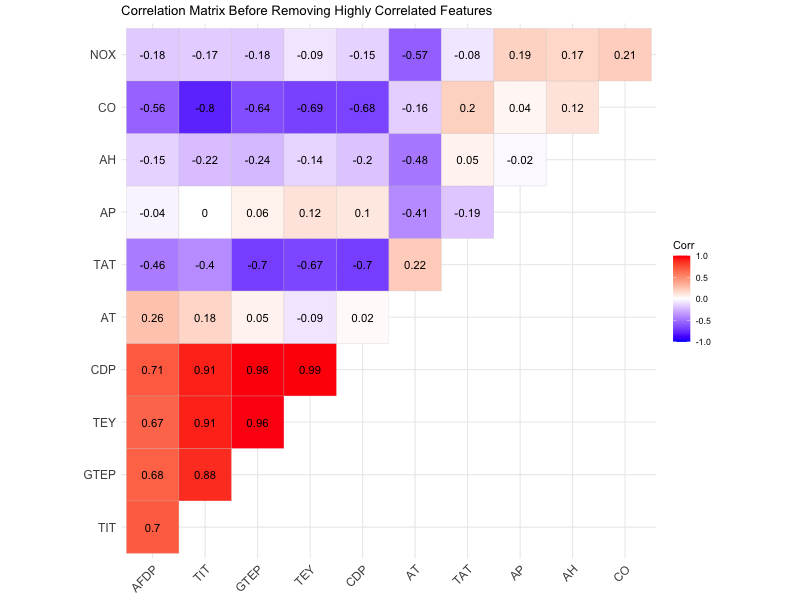 Correlation Matrix Before Removing Highly Correlated Features
NOX -0.18 -0.17 -0.18 -0.09 -0.15 -0.57 -0.08 0.19 0.17 0.21
CO -0.56 -0.8 -0.64 -0.69 -0.68 -0.16 0.2 0.04 0.12
AH -0.15 -0.22 -0.24 -0.14 -0.2 -0.48 0.05 -0.02
AP -0.04 0 0.06 0.12 0.1 -0.41 -0.19
TAT -0.46 -0.4 -0.7 -0.67 -0.7 0.22
AT 0.26 0.18 0.05 -0.09 0.02
CDP 0.71 0.91 0.98 0.99
TEY 0.67 0.91 0.96
GTEP 0.68 0.88
TIT 0.7
AFDP TIT GTEP TEY CDP AT TAT AP AH CO
Corr
1.0
0.5
0.0
-0.5
-1.0